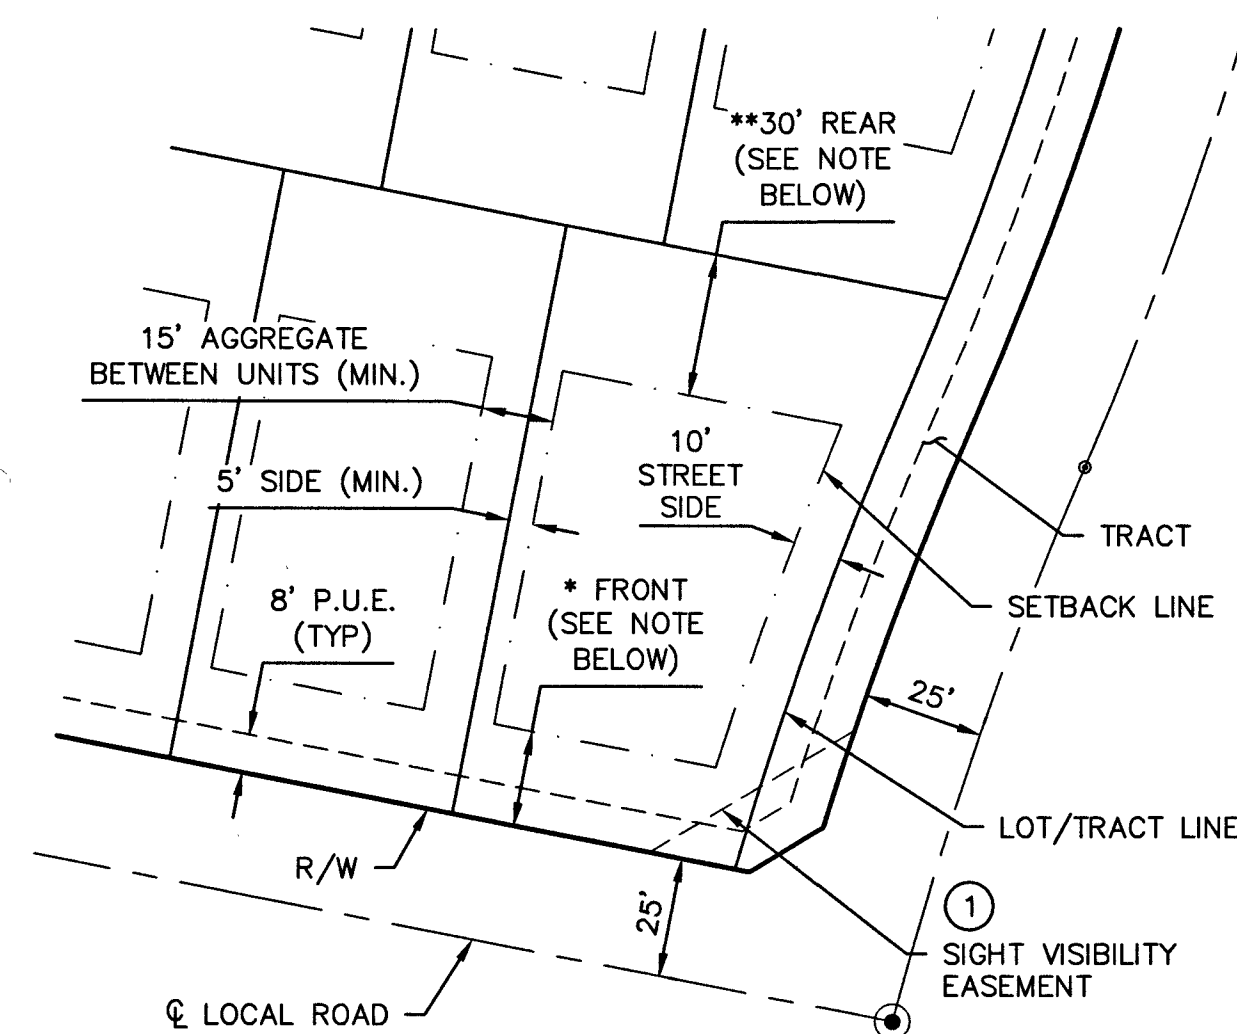 **30' REAR
(SEE NOTE
BELOW)
15' AGGREGATE
BETWEEN UNITS (MIN.)
10'
STREET
SIDE
5' SIDE (MIN.)
TRACT
SETBACK LINE
8' P.U.E.
(TYP)
* FRONT
(SEE NOTE
BELOW)
25'
LOT/TRACT LINE
R/W
25'
1
SIGHT VISIBILITY
EASEMENT
℄ LOCAL ROAD